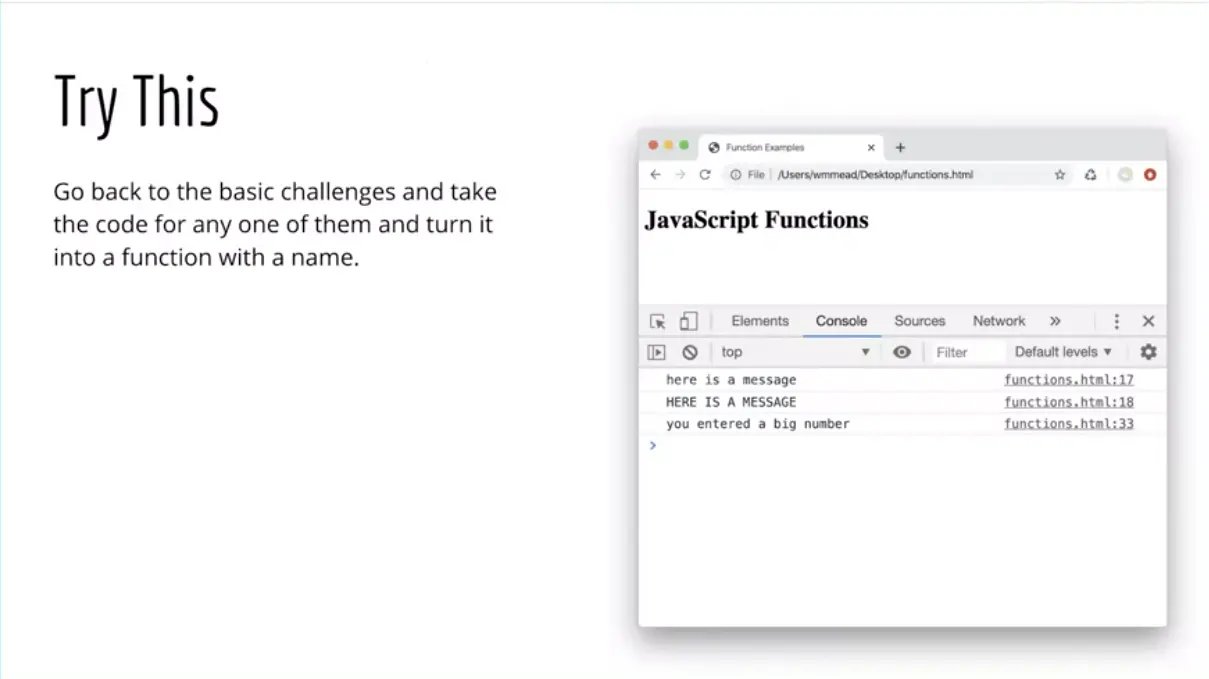 Try This
Go back to the basic challenges and take
the code for any one of them and turn it
into a function with a name.
Function Examples
File /Users/wmmead/Desktop/functions.html
JavaScript Functions
Elements Console Sources Network »
top Filter Default levels
here is a message functions.html:17
HERE IS A MESSAGE functions.html:18
you entered a big number functions.html:33